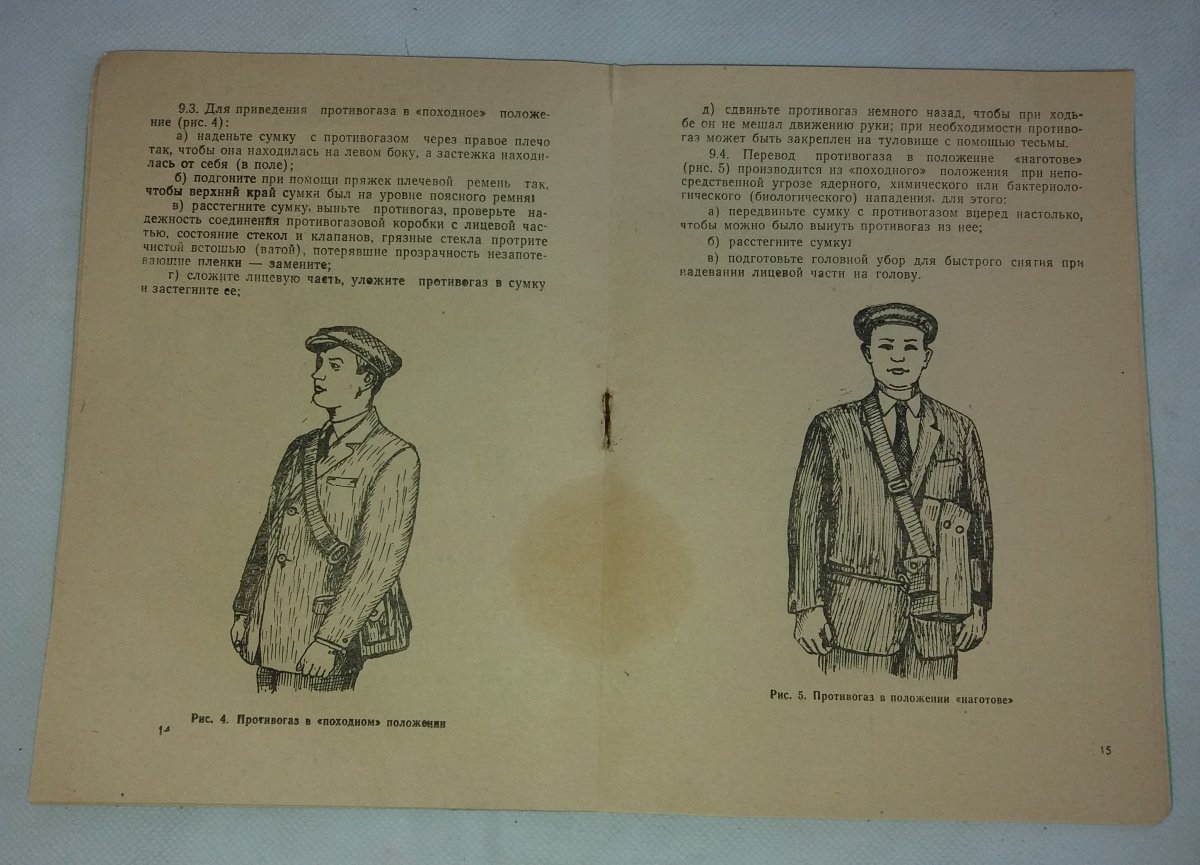 9.3. Для приведения противогаза в «походное» положе-
ние (рис. 4):
а) наденьте сумку с противогазом через правое плечо
так, чтобы она находилась на левом боку, а застежка находи-
лась от себя (в поле);
б) подгоните при помощи пряжек плечевой ремень так,
чтобы верхний край сумки был на уровне поясного ремня;
в) расстегните сумку, выньте противогаз, проверьте на-
дежность соединения противогазовой коробки с лицевой час-
тью, состояние стекол и клапанов, грязные стекла протрите
чистой встошью (ватой), потерявшие прозрачность незапоте-
вающие пленки — замените;
г) сложите лицевую часть, уложите противогаз в сумку
и застегните ее;
Рис. 4. Противогаз в «походном» положении
14
д) сдвиньте противогаз немного назад, чтобы при ходь-
бе он не мешал движению руки; при необходимости противо-
газ может быть закреплен на туловище с помощью тесьмы.
9.4. Перевод противогаза в положение «наготове»
(рис. 5) производится из «походного» положения при непо-
средственной угрозе ядерного, химического или бактериоло-
гического (биологического) нападения, для этого:
а) передвиньте сумку с противогазом вперед настолько,
чтобы можно было вынуть противогаз из нее;
б) расстегните сумку;
в) подготовьте головной убор для быстрого снятия при
надевании лицевой части на голову.
Рис. 5. Противогаз в положении «наготове»
15